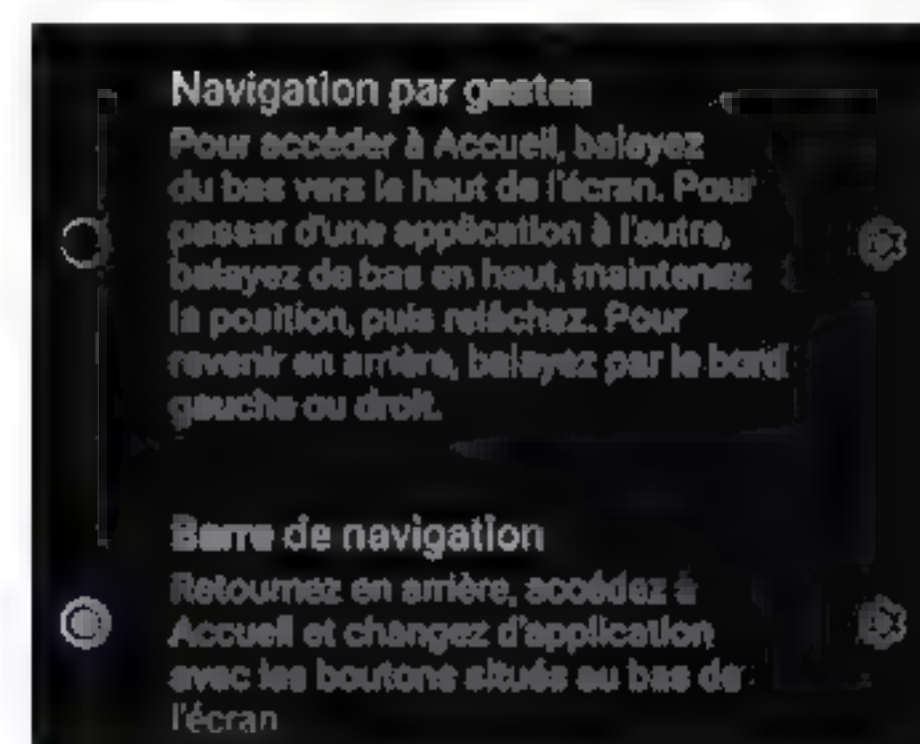 Navigation par gestes
Pour accéder à Accueil, balayez
du bas vers le haut de l'écran. Pour
passer d'une application à l'autre,
balayez de bas en haut, maintenez
la position, puis relâchez. Pour
revenir en arrière, balayez par le bord
gauche ou droit.
Barre de navigation
Retournez en arrière, accédez à
Accueil et changez d'application
avec les boutons situés au bas de
l'écran